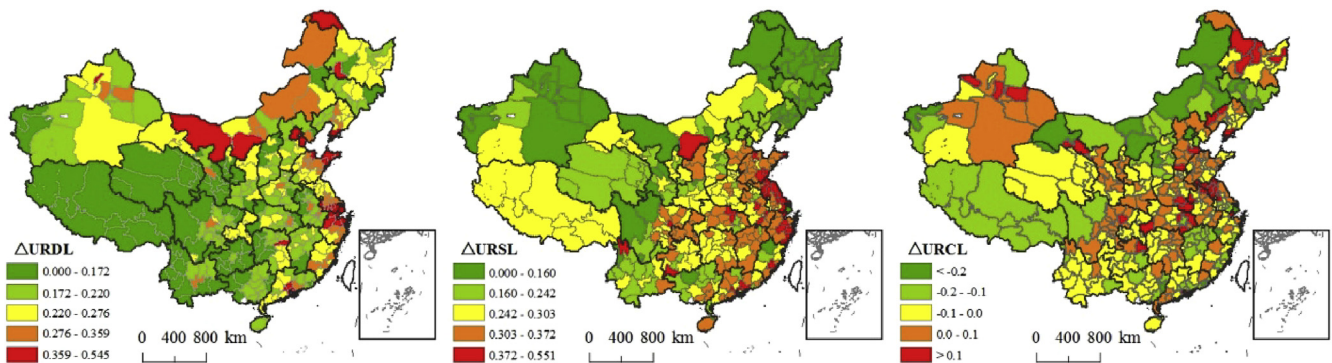 △URDL
0.000 - 0.172
0.172 - 0.220
0.220 - 0.276
0.276 - 0.359
0.359 - 0.545
0 400 800 km
△URSL
0.000 - 0.160
0.160 - 0.242
0.242 - 0.303
0.303 - 0.372
0.372 - 0.551
0 400 800 km
△URCL
< -0.2
-0.2 - -0.1
-0.1 - 0.0
0.0 - 0.1
> 0.1
0 400 800 km